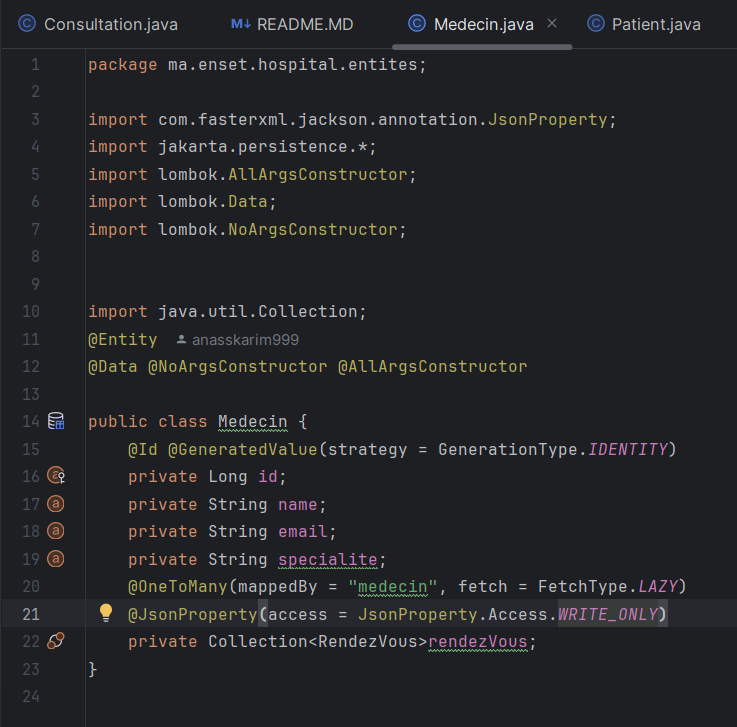 Consultation.java README.MD Medecin.java Patient.java
1 package ma.enset.hospital.entites;
2
3 import com.fasterxml.jackson.annotation.JsonProperty;
4 import jakarta.persistence.*;
5 import lombok.AllArgsConstructor;
6 import lombok.Data;
7 import lombok.NoArgsConstructor;
8
9
10 import java.util.Collection;
11 @Entity anasskarim999
12 @Data @NoArgsConstructor @AllArgsConstructor
13
14 public class Medecin {
15 @Id @GeneratedValue(strategy = GenerationType.IDENTITY)
16 private Long id;
17 private String name;
18 private String email;
19 private String specialite;
20 @OneToMany(mappedBy = "medecin", fetch = FetchType.LAZY)
21 @JsonProperty(access = JsonProperty.Access.WRITE_ONLY)
22 private Collection<RendezVous>rendezVous;
23 }
24